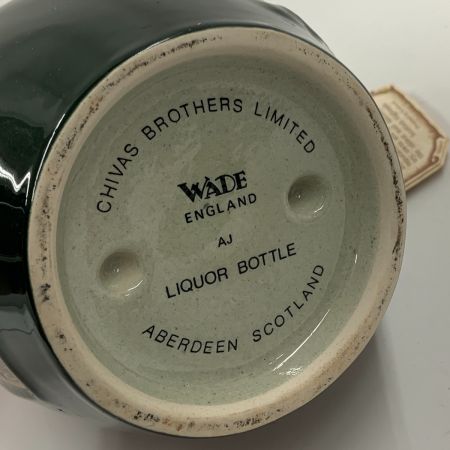 CHIVAS BROTHERS LIMITED
WADE
ENGLAND
AJ
LIQUOR BOTTLE
ABERDEEN SCOTLAND